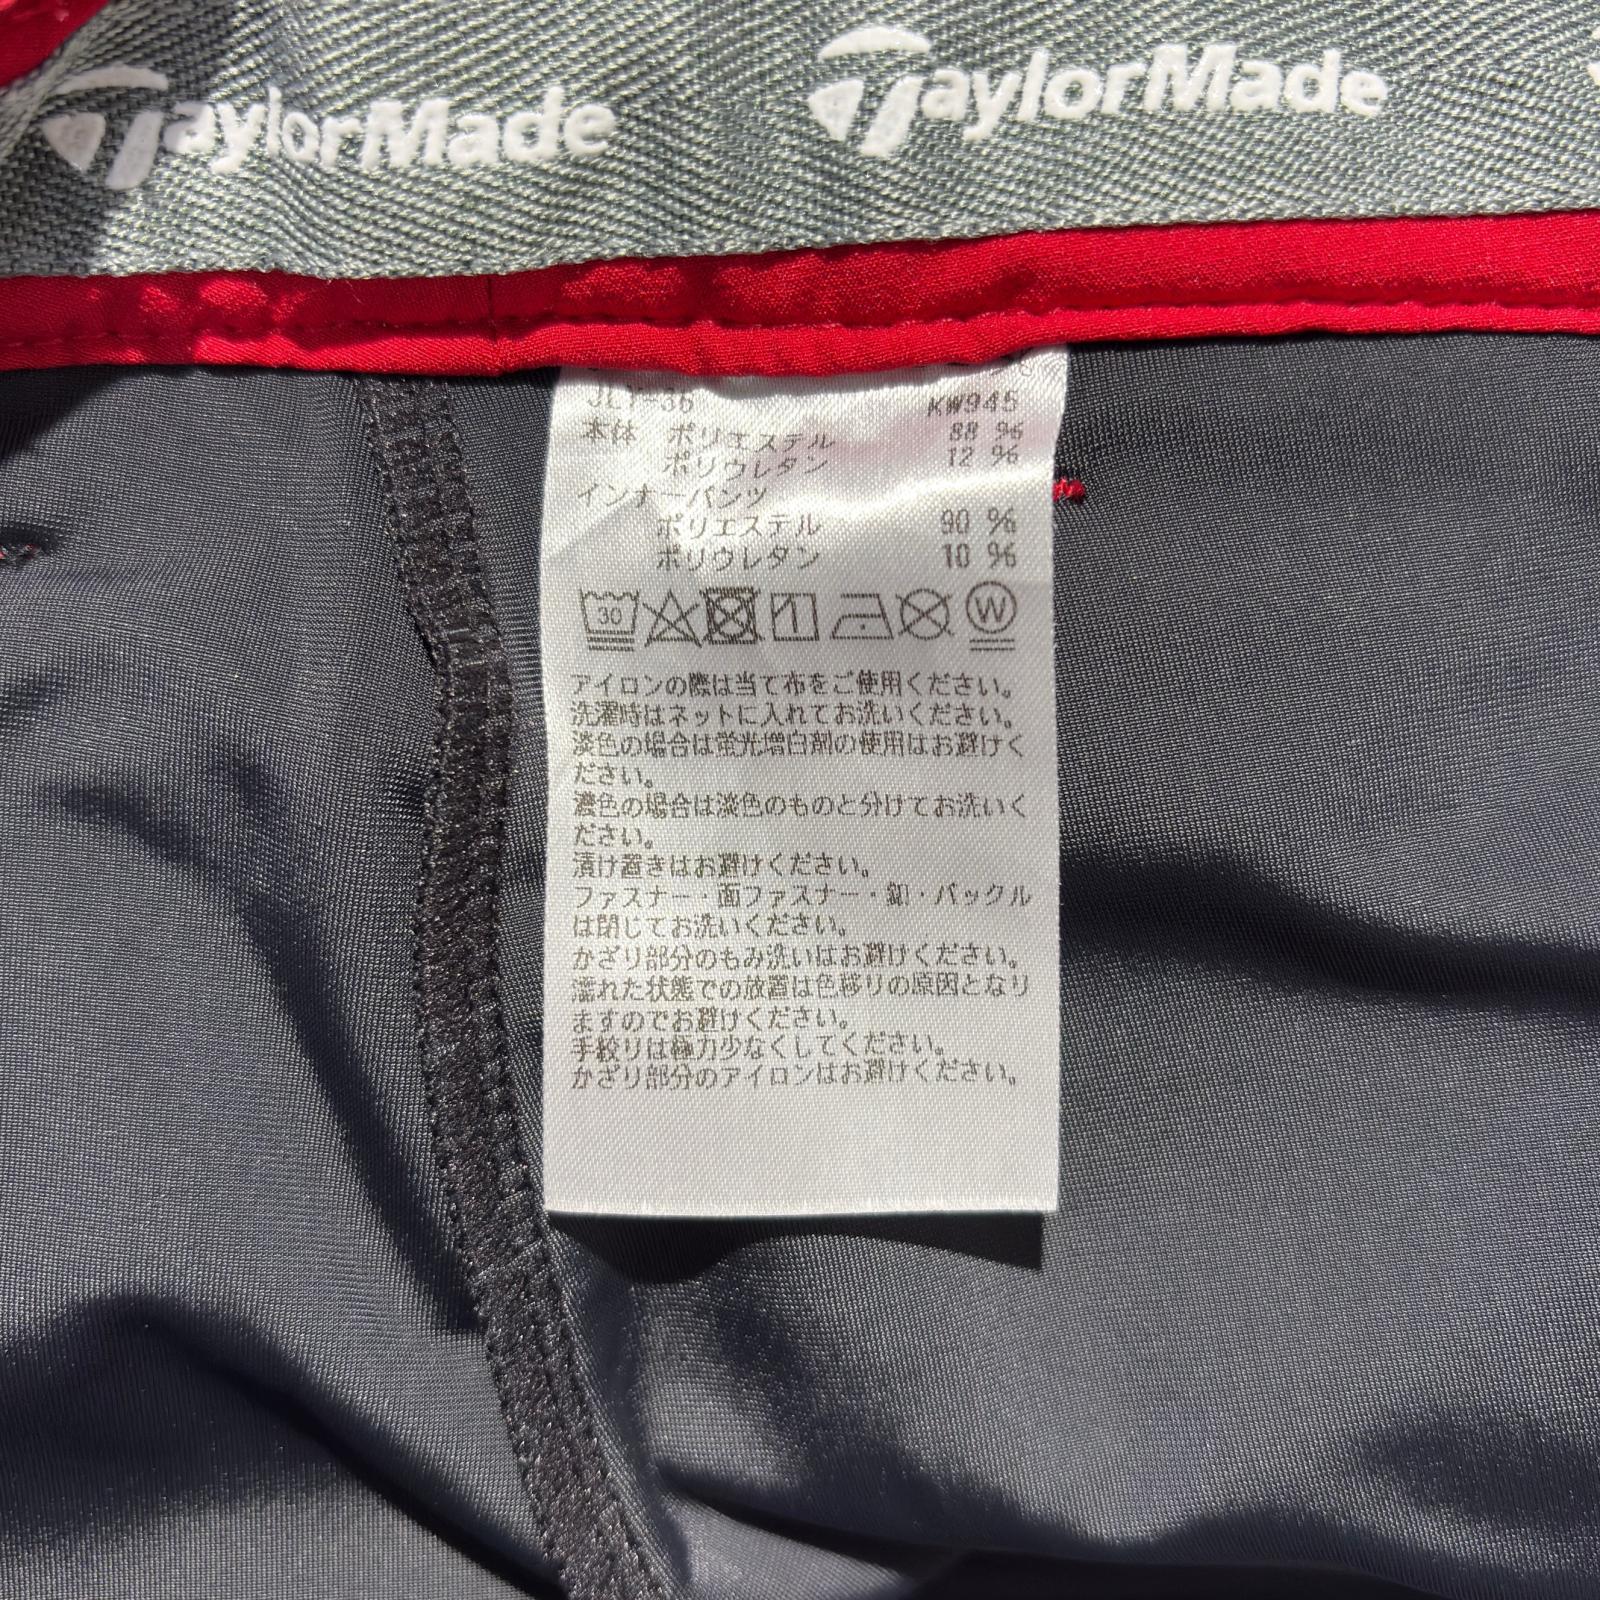 TaylorMade TaylorMade
JLY-36 KW945
本体 ポリエステル 88 %
ポリウレタン 12 %
インナーパンツ
ポリエステル 90 %
ポリウレタン 10 %
30 W
アイロンの際は当て布をご使用ください。
洗濯時はネットに入れてお洗いください。
淡色の場合は蛍光増白剤の使用はお避けく
ださい。
濃色の場合は淡色のものと分けてお洗いく
ださい。
漬け置きはお避けください。
ファスナー・面ファスナー・釦・バックル
は閉じてお洗いください。
かざり部分のもみ洗いはお避けください。
濡れた状態での放置は色移りの原因となり
ますのでお避けください。
手絞りは極力少なくしてください。
かざり部分のアイロンはお避けください。